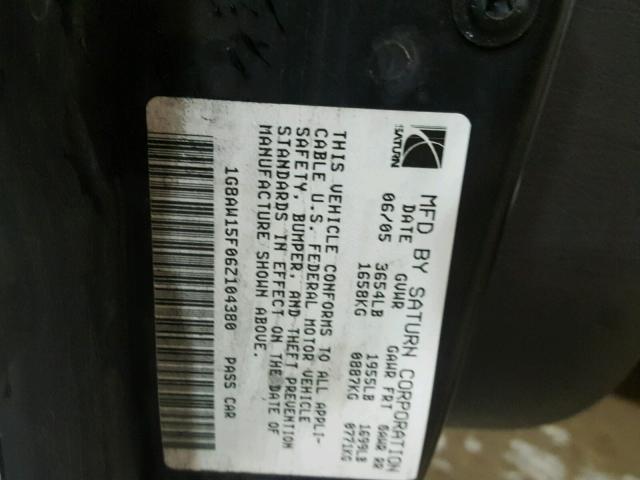 SATURN
MFD BY SATURN CORPORATION
DATE GVWR GAWR FRT GAWR RR
06/05 3654LB 1955LB 1699LB
1658KG 0887KG 0771KG
THIS VEHICLE CONFORMS TO ALL APPLI-
CABLE U.S. FEDERAL MOTOR VEHICLE
SAFETY, BUMPER, AND THEFT PREVENTION
STANDARDS IN EFFECT ON THE DATE OF
MANUFACTURE SHOWN ABOVE.
1G8AW15F062104380 PASS CAR